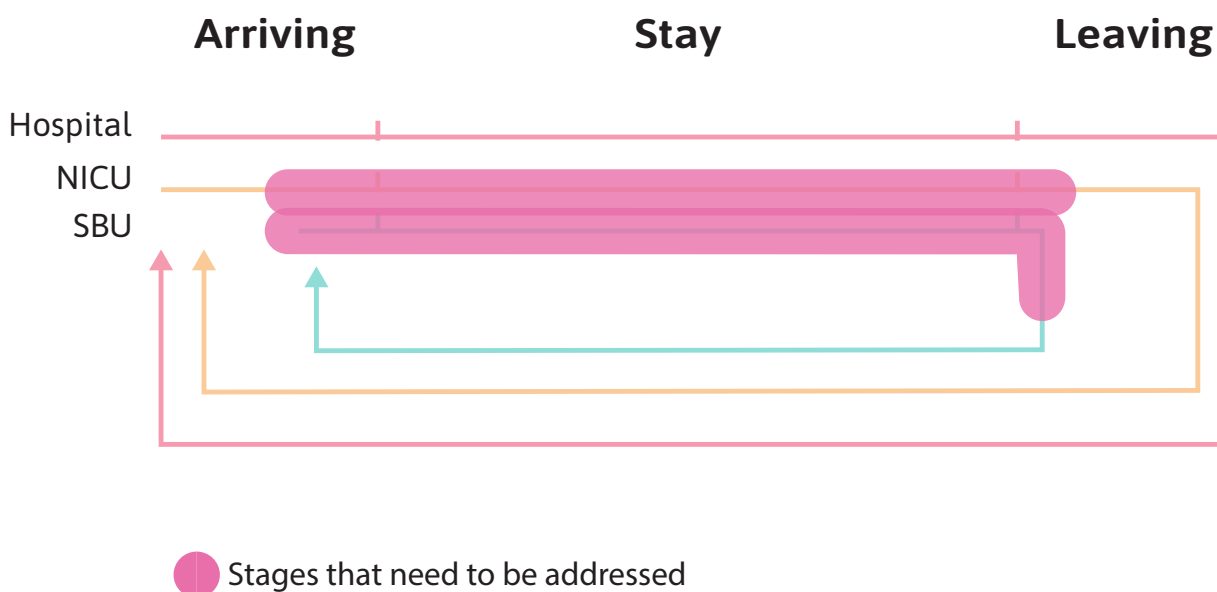 Arriving Stay Leaving
Hospital
NICU
SBU
Stages that need to be addressed